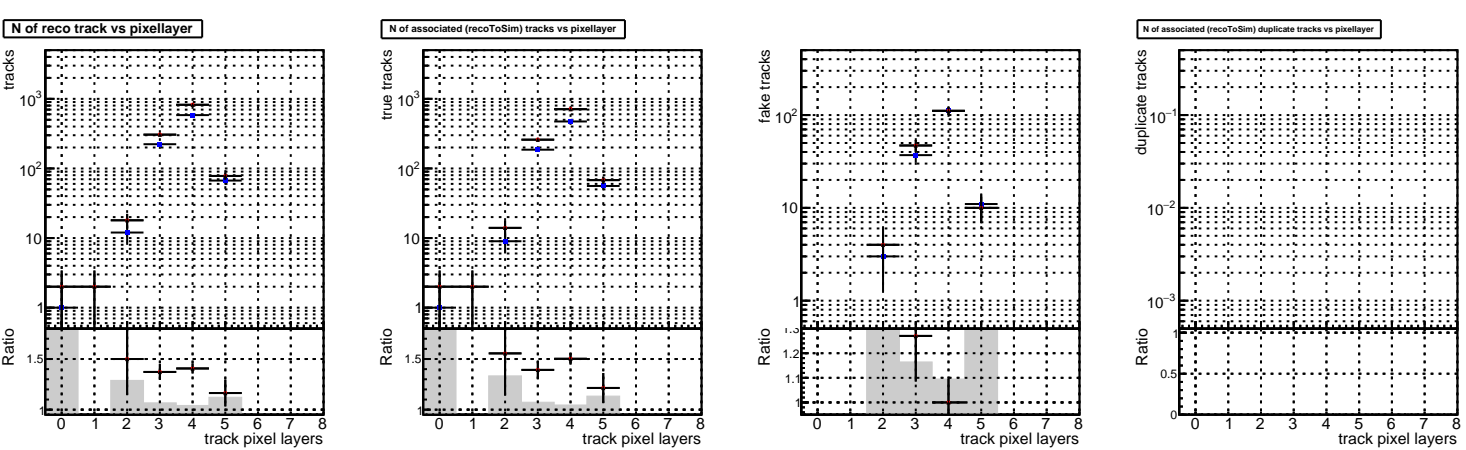 N of reco track vs pixellayer
tracks
10³
10²
10
1
Ratio
1.5
1
0 1 2 3 4 5 6 7 8
track pixel layers
N of associated (recoToSim) tracks vs pixellayer
true tracks
10³
10²
10
1
Ratio
1.5
1
0 1 2 3 4 5 6 7 8
track pixel layers
fake tracks
10²
10
1
Ratio
1.3
1.2
1.1
1
0 1 2 3 4 5 6 7 8
track pixel layers
N of associated (recoToSim) duplicate tracks vs pixellayer
duplicate tracks
10⁻¹
10⁻²
10⁻³
Ratio
1
0.5
0
0 1 2 3 4 5 6 7 8
track pixel layers